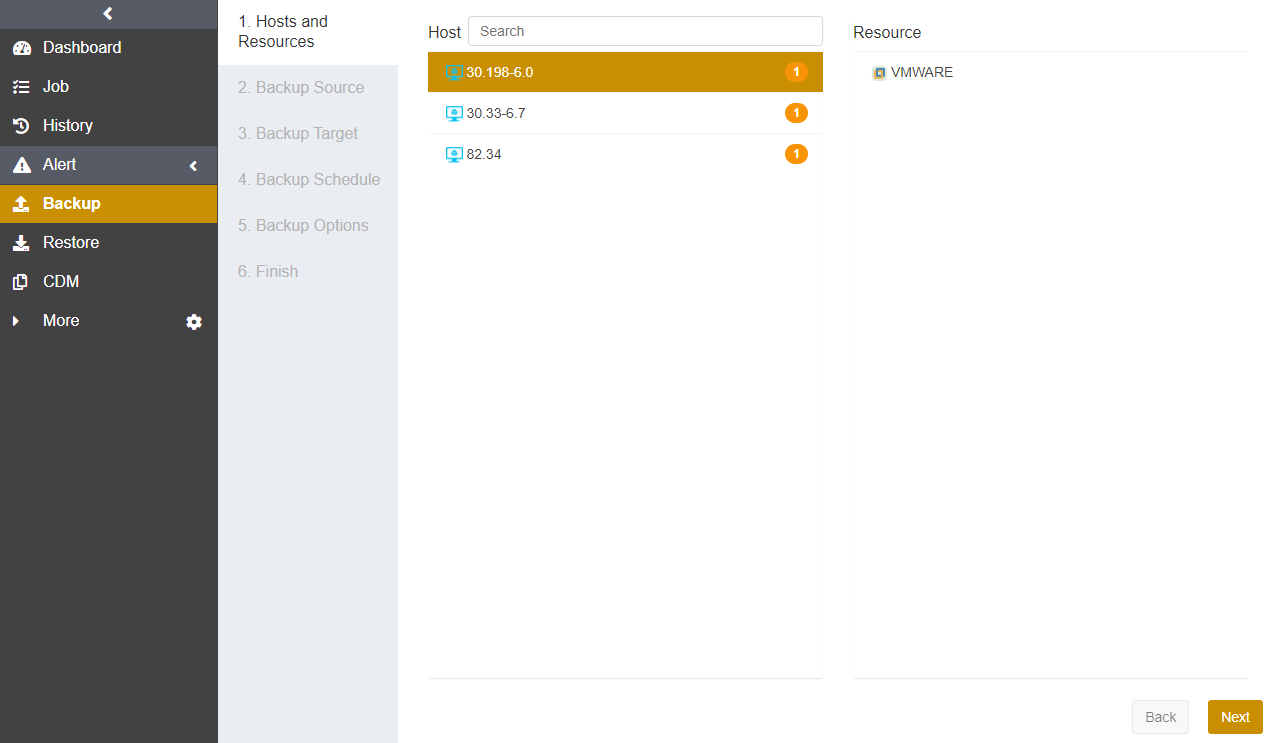 Dashboard
Job
History
Alert
Backup
Restore
CDM
More
1. Hosts and
Resources
2. Backup Source
3. Backup Target
4. Backup Schedule
5. Backup Options
6. Finish
Host Search
30.198-6.0 1
30.33-6.7 1
82.34 1
Resource
VMWARE
Back Next